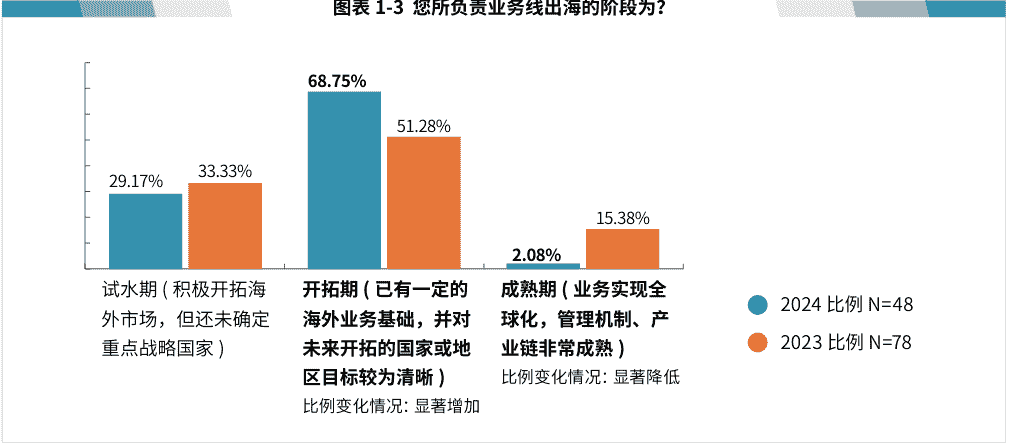 图表 1-3 您所负责业务线出海的阶段为?
68.75%
51.28%
33.33%
29.17%
15.38%
2.08%
试水期 ( 积极开拓海
外市场，但还未确定
重点战略国家 )
开拓期 ( 已有一定的
海外业务基础，并对
未来开拓的国家或地
区目标较为清晰 )
比例变化情况：显著增加
成熟期 ( 业务实现全
球化，管理机制、产
业链非常成熟 )
比例变化情况：显著降低
2024 比例 N=48
2023 比例 N=78